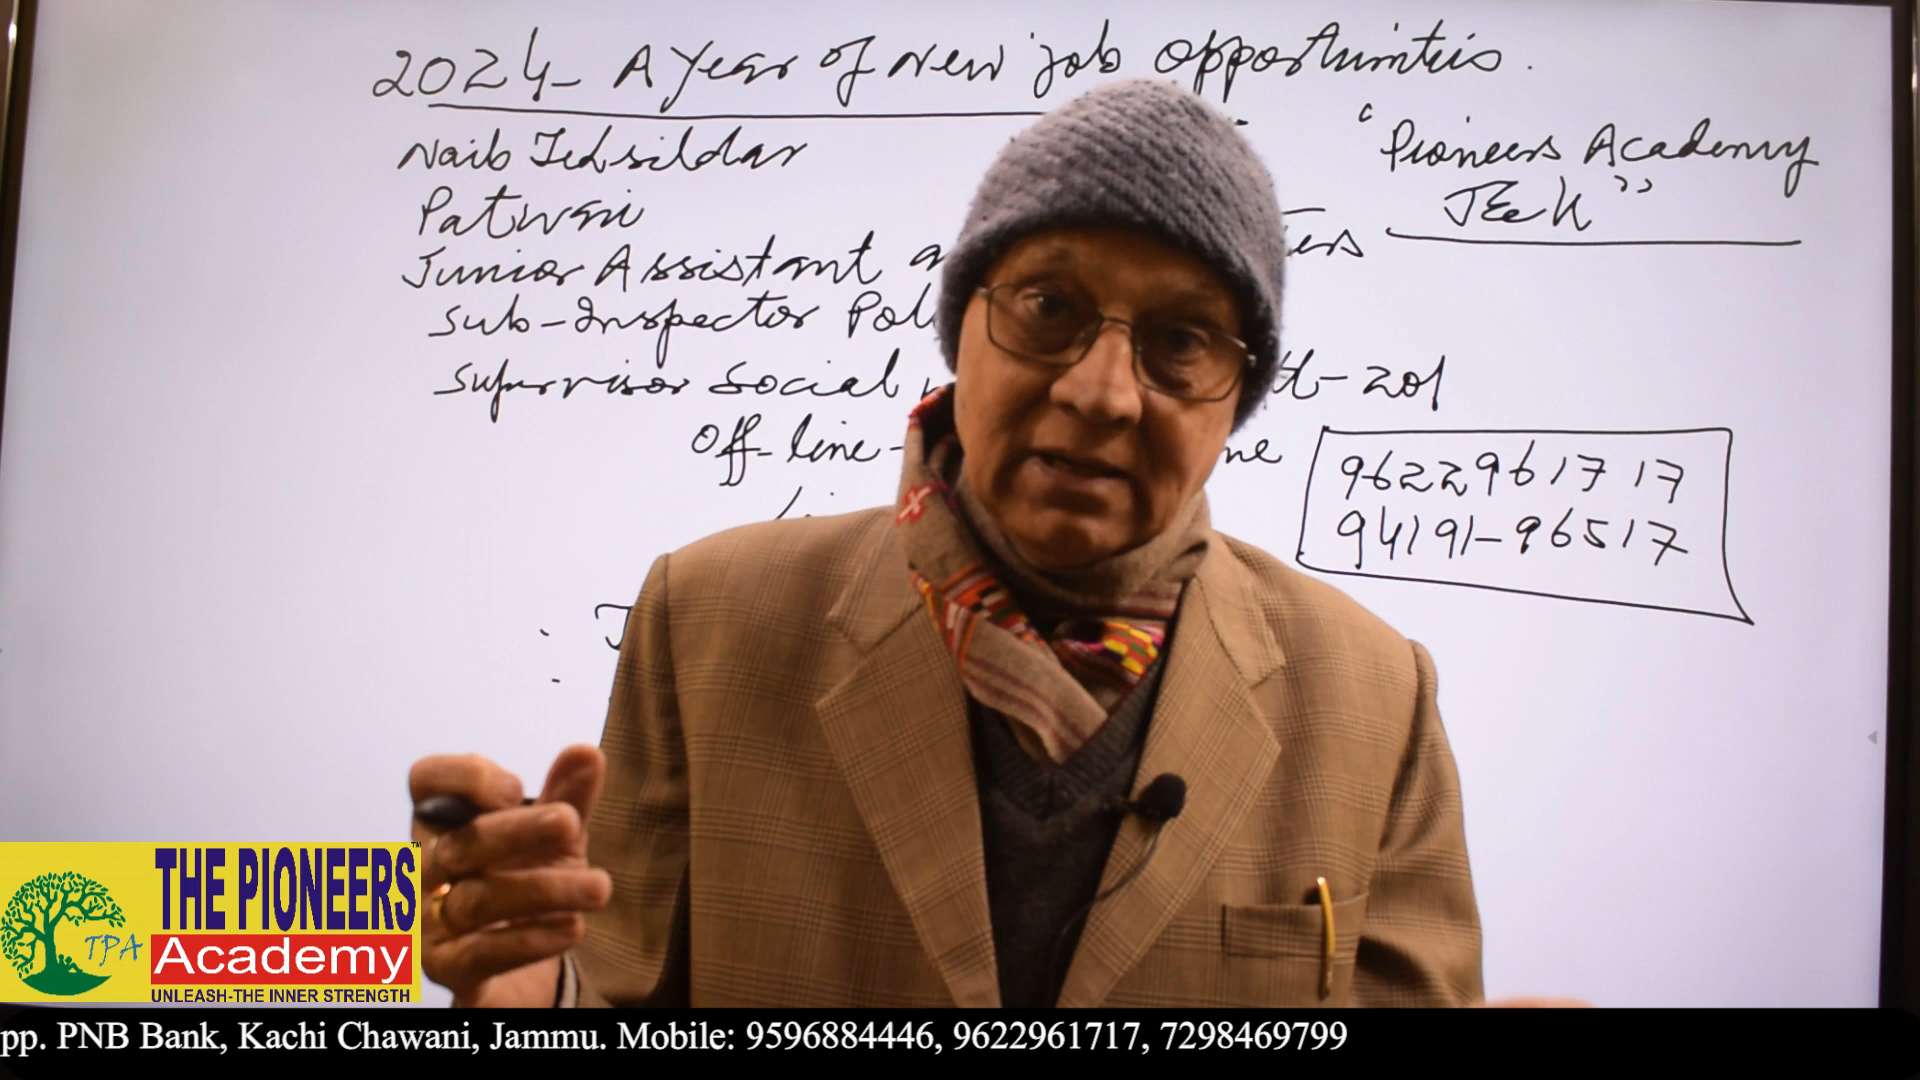 2024- A Year of New job opportunities.
Naib Tehsildar
Patwari
Junior Assistant
Sub-Inspector
Supervisor Social
Off-line-
"Pioneers Academy
J&K"
201
9622961717
94191-96517
THE PIONEERS™
TPA
Academy
UNLEASH-THE INNER STRENGTH
pp. PNB Bank, Kachi Chawani, Jammu. Mobile: 9596884446, 9622961717, 7298469799